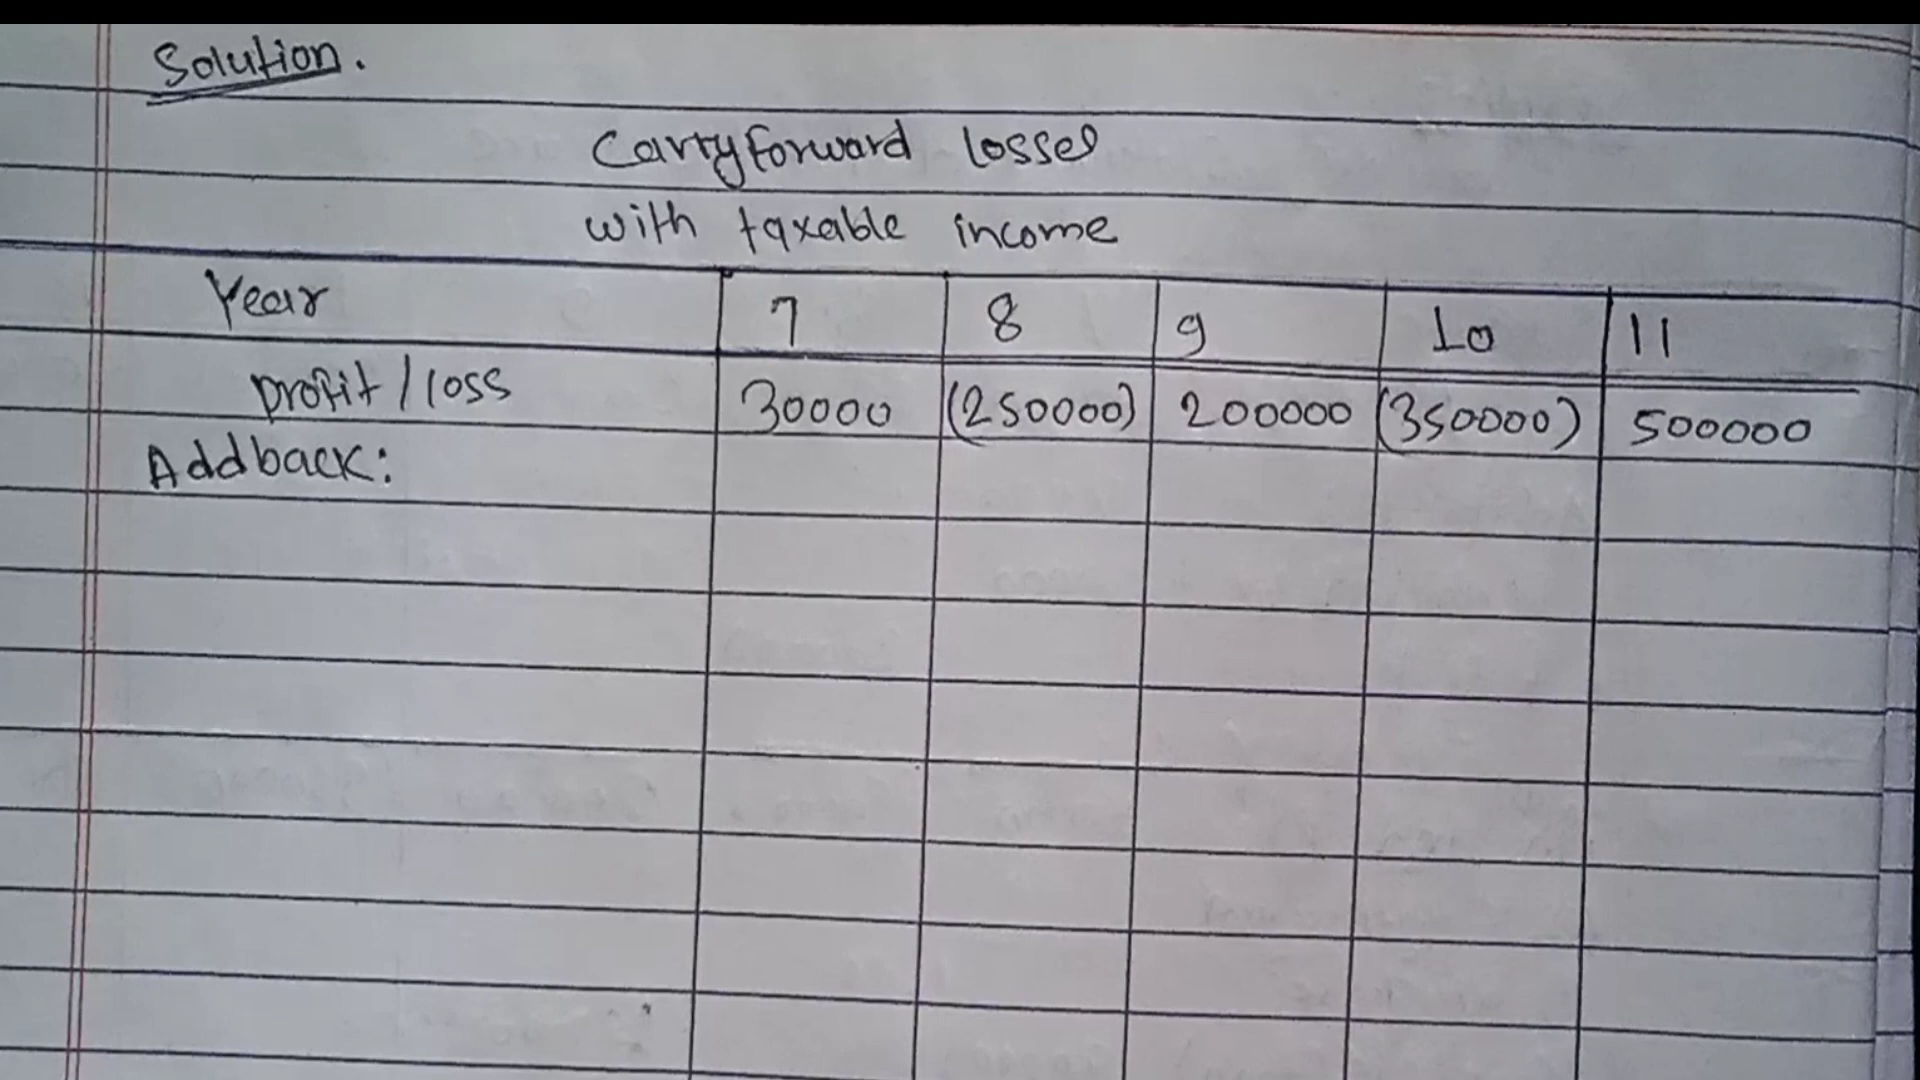 Solution.
Carryforward losses
with taxable income
Year 7 8 9 10 11
profit / loss 30000 (250000) 200000 (350000) 500000
Addback: